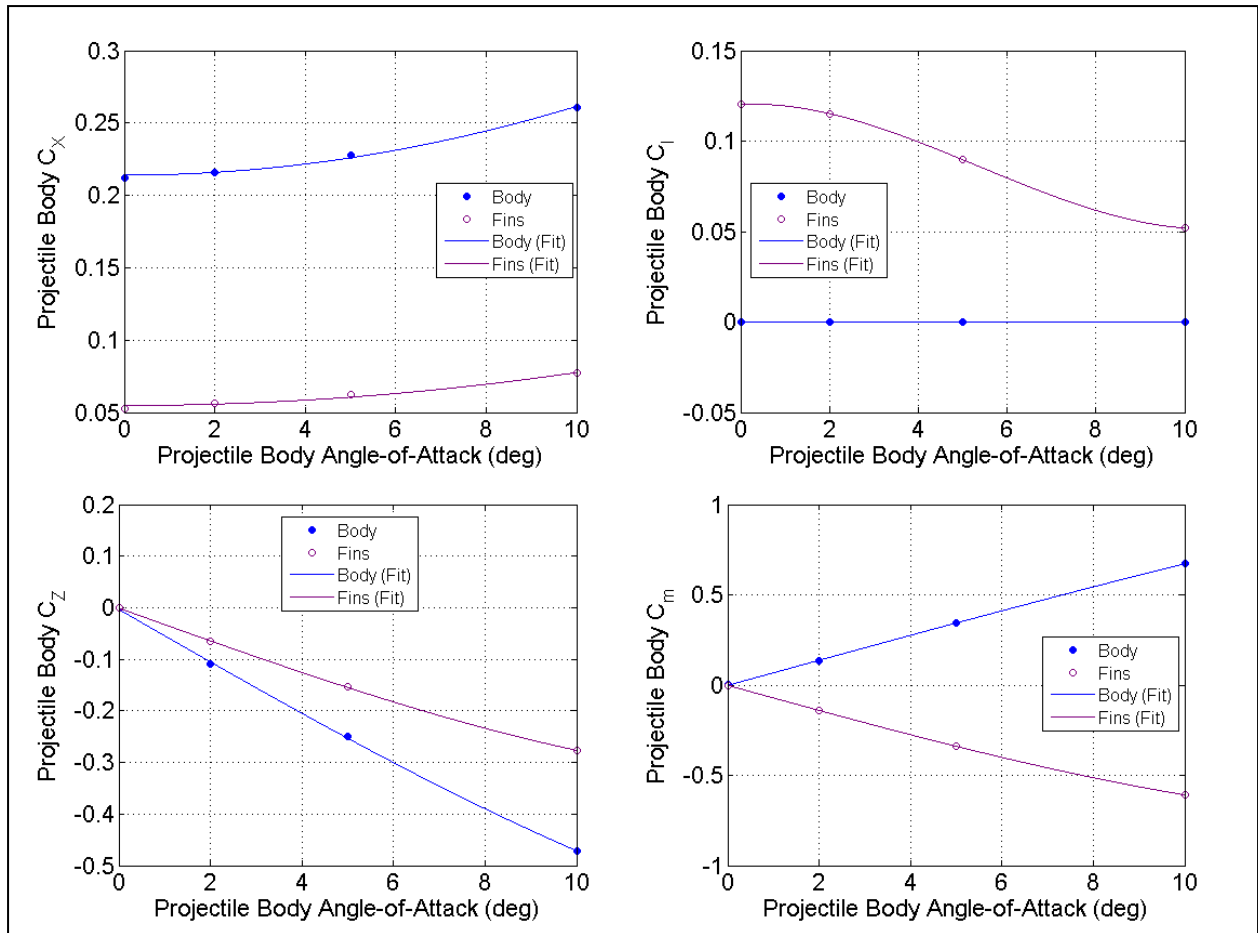 0.3
0.25
0.2
0.15
0.1
0.05
0 2 4 6 8 10
Projectile Body C_X
Projectile Body Angle-of-Attack (deg)
Body
Fins
Body (Fit)
Fins (Fit)
0.15
0.1
0.05
0
-0.05
0 2 4 6 8 10
Projectile Body C_l
Projectile Body Angle-of-Attack (deg)
Body
Fins
Body (Fit)
Fins (Fit)
0.2
0.1
0
-0.1
-0.2
-0.3
-0.4
-0.5
0 2 4 6 8 10
Projectile Body C_Z
Projectile Body Angle-of-Attack (deg)
Body
Fins
Body (Fit)
Fins (Fit)
1
0.5
0
-0.5
-1
0 2 4 6 8 10
Projectile Body C_m
Projectile Body Angle-of-Attack (deg)
Body
Fins
Body (Fit)
Fins (Fit)